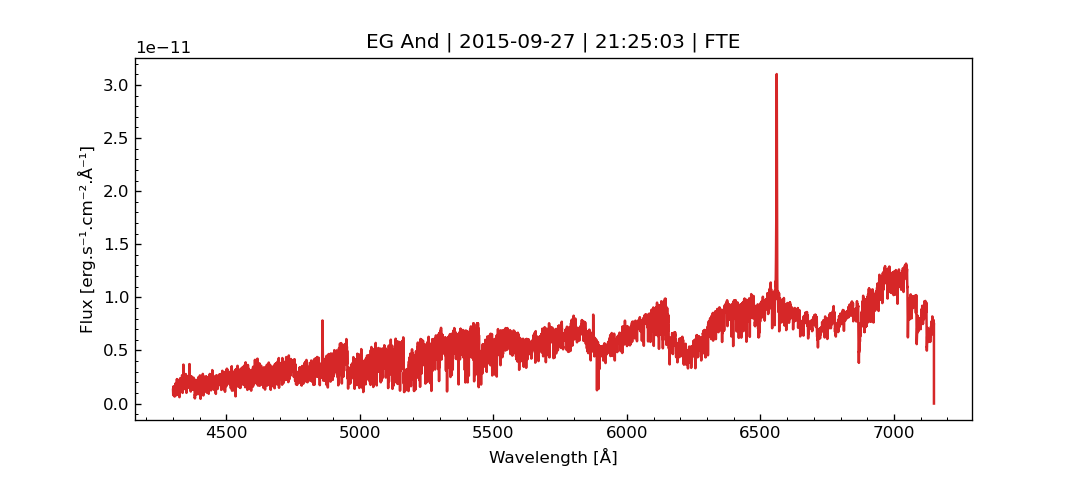 EG And | 2015-09-27 | 21:25:03 | FTE
1e−11
3.0
2.5
2.0
1.5
1.0
0.5
0.0
Flux [erg.s⁻¹.cm⁻².Å⁻¹]
4500 5000 5500 6000 6500 7000
Wavelength [Å]